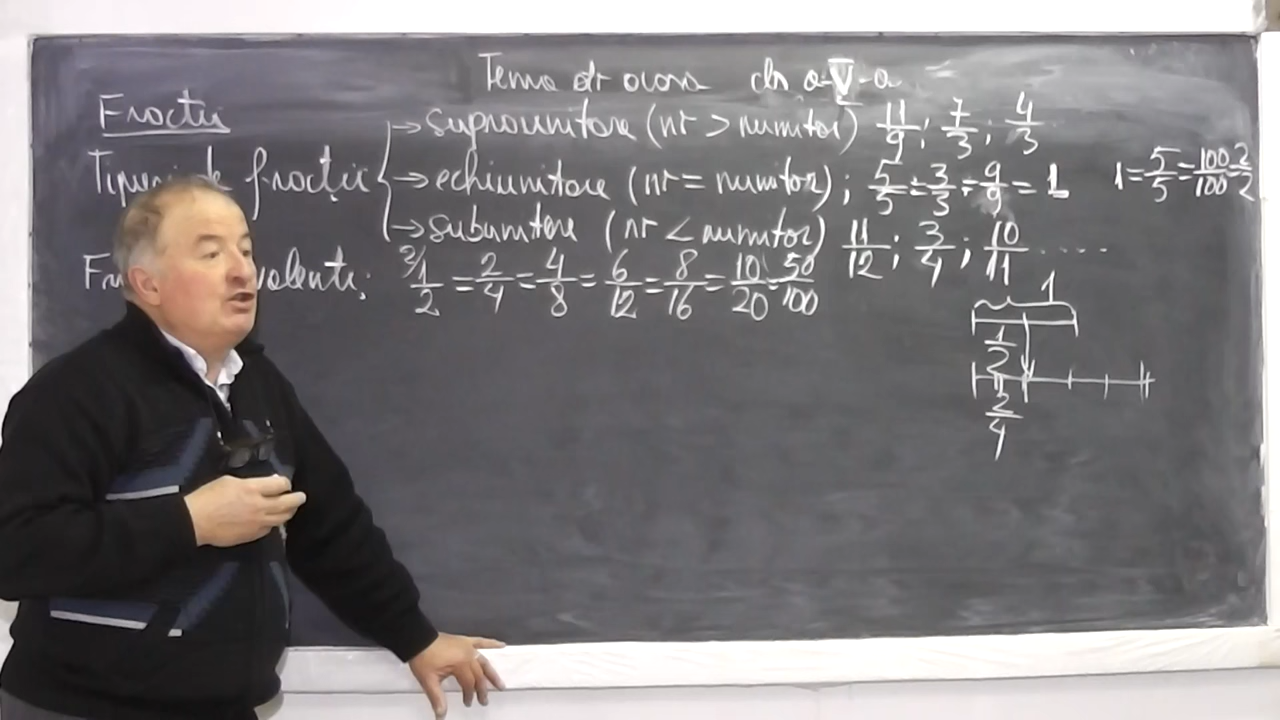 Tema de acasă cls a-V-a
Fracții
→ supraunitare (nr > numitor) 11/9 ; 7/3 ; 4/3
Tipuri de fracții { → echiunitare (nr = numitor) ; 5/5 = 3/3 = 9/9 = 1 1 = 5/5 = 100/100 = 2/2
→ subunitare (nr < numitor) 11/12 ; 3/4 ; 10/11 ....
1/2 = 2/4 = 4/8 = 6/12 = 8/16 = 10/20 = 50/100
1
1/2
2/4